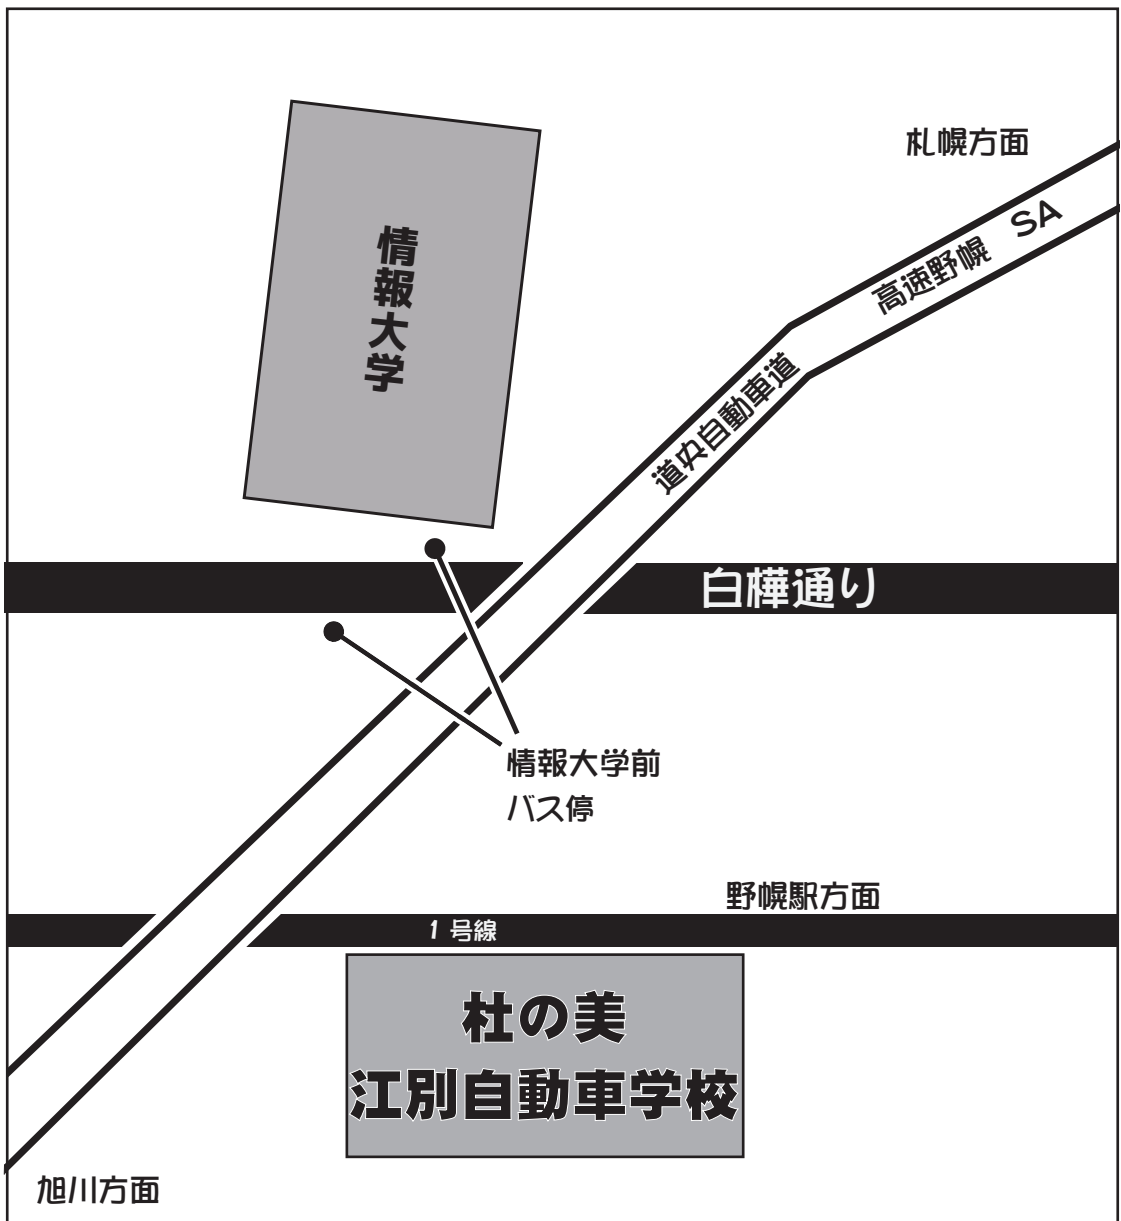 札幌方面
高速野幌 SA
情報大学
道央自動車道
白樺通り
情報大学前
バス停
野幌駅方面
1 号線
杜の美
江別自動車学校
旭川方面